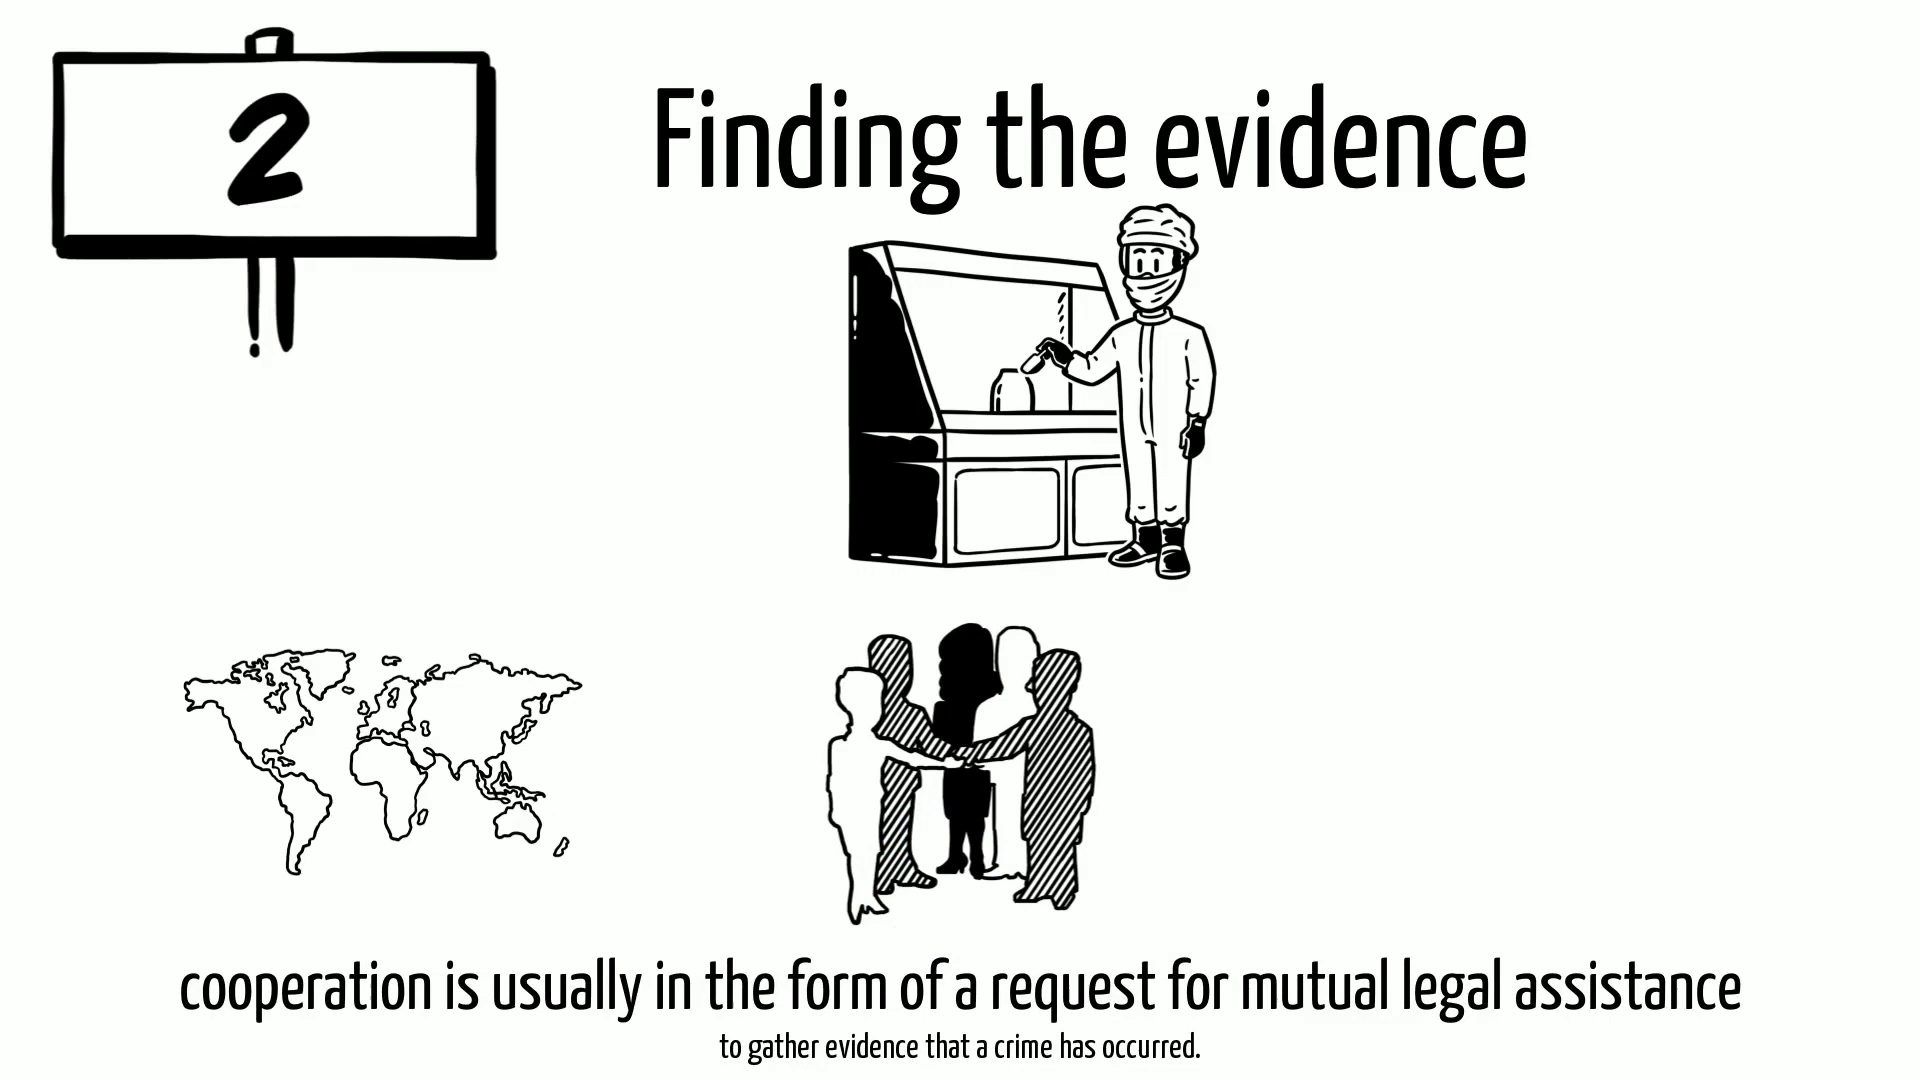 2
Finding the evidence
cooperation is usually in the form of a request for mutual legal assistance
to gather evidence that a crime has occurred.